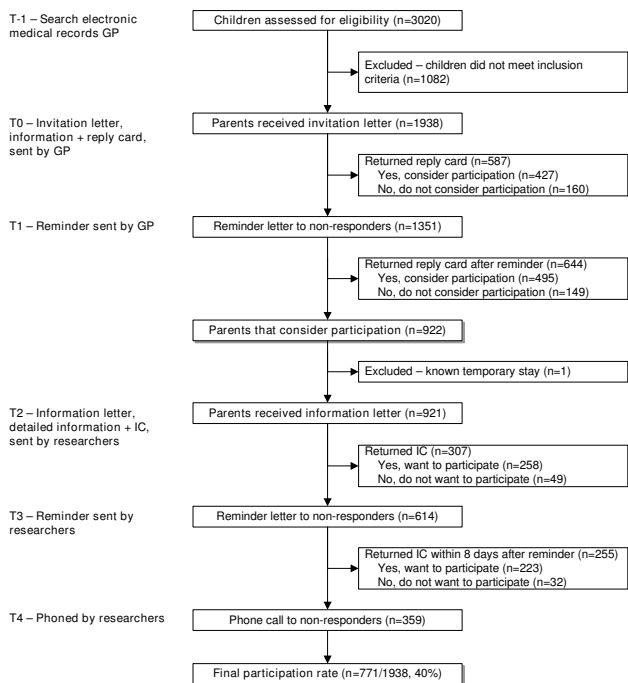 T-1 – Search electronic
medical records GP
Children assessed for eligibility (n=3020)
Excluded – children did not meet inclusion
criteria (n=1082)
T0 – Invitation letter,
information + reply card,
sent by GP
Parents received invitation letter (n=1938)
Returned reply card (n=587)
Yes, consider participation (n=427)
No, do not consider participation (n=160)
T1 – Reminder sent by GP
Reminder letter to non-responders (n=1351)
Returned reply card after reminder (n=644)
Yes, consider participation (n=495)
No, do not consider participation (n=149)
Parents that consider participation (n=922)
Excluded – known temporary stay (n=1)
T2 – Information letter,
detailed information + IC,
sent by researchers
Parents received information letter (n=921)
Returned IC (n=307)
Yes, want to participate (n=258)
No, do not want to participate (n=49)
T3 – Reminder sent by
researchers
Reminder letter to non-responders (n=614)
Returned IC within 8 days after reminder (n=255)
Yes, want to participate (n=223)
No, do not want to participate (n=32)
T4 – Phoned by researchers
Phone call to non-responders (n=359)
Final participation rate (n=771/1938, 40%)